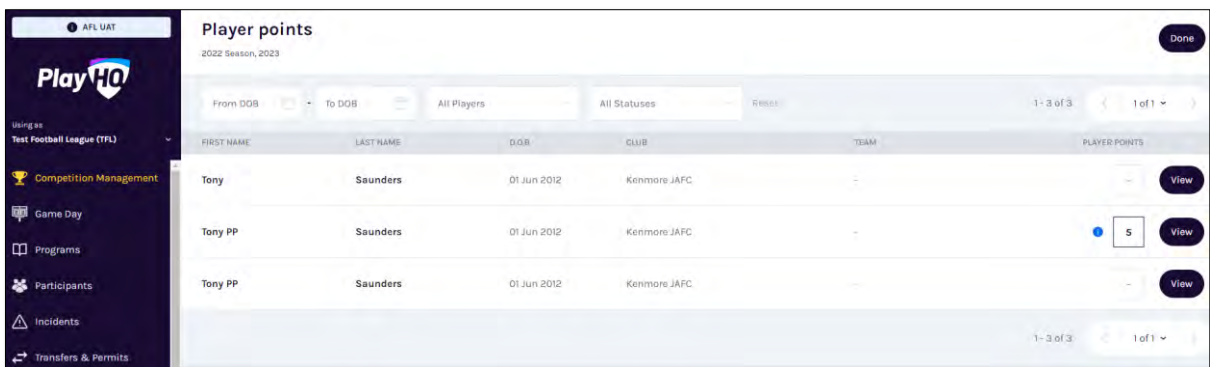 AFL UAT
PlayHQ
Using as
Test Football League (TFL)
Competition Management
Game Day
Programs
Participants
Incidents
Transfers & Permits
Player points
2022 Season, 2023
Done
From DOB - To DOB All Players All Statuses Reset 1 - 3 of 3 1 of 1
FIRST NAME LAST NAME D.O.B CLUB TEAM PLAYER POINTS
Tony Saunders 01 Jun 2012 Kenmore JAFC - - View
Tony PP Saunders 01 Jun 2012 Kenmore JAFC - 5 View
Tony PP Saunders 01 Jun 2012 Kenmore JAFC - - View
1 - 3 of 3 1 of 1